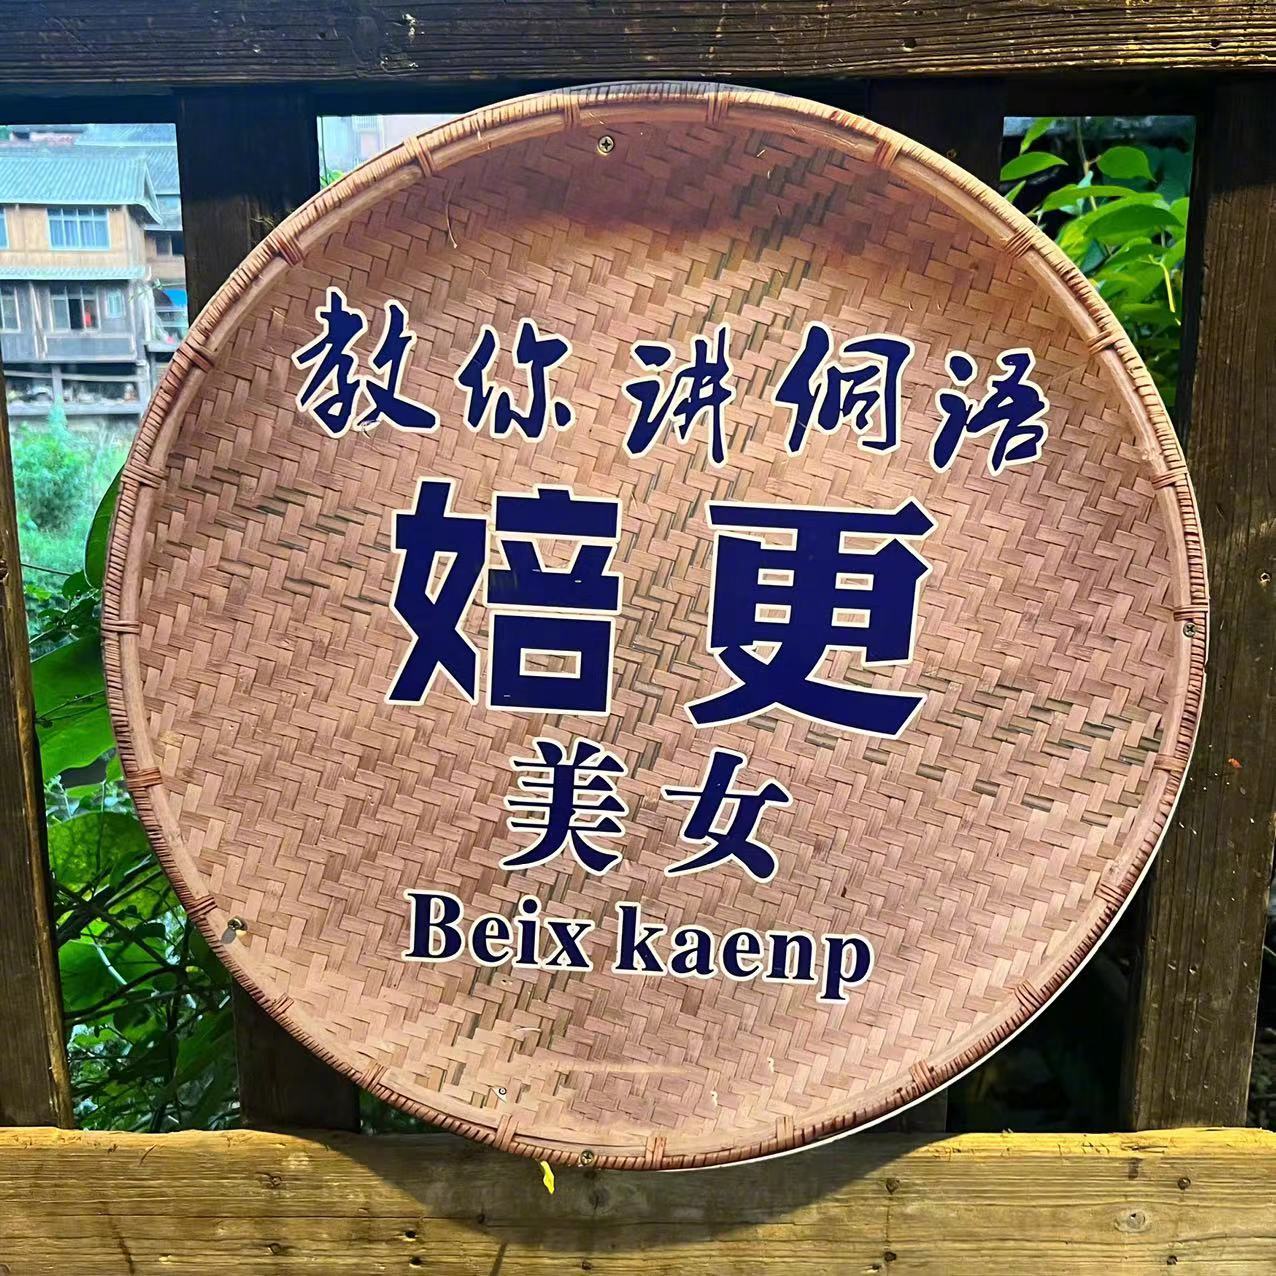 教你讲侗语
婄更
美女
Beix kaenp